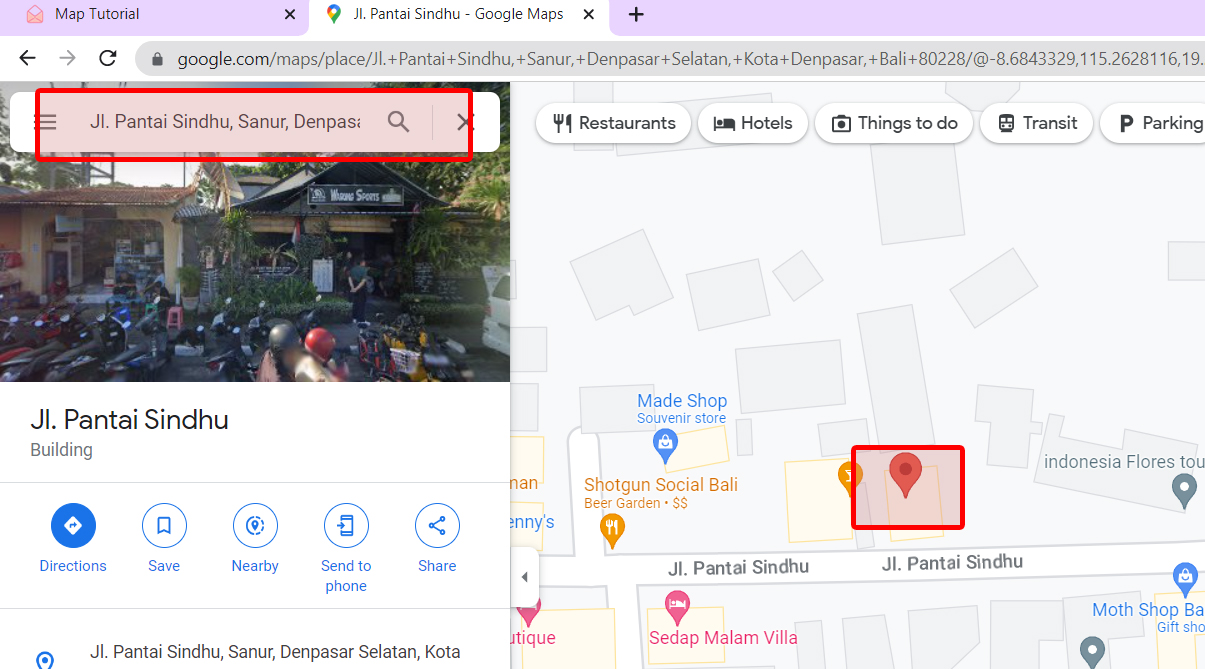 Map Tutorial
Jl. Pantai Sindhu - Google Maps
google.com/maps/place/Jl.+Pantai+Sindhu,+Sanur,+Denpasar+Selatan,+Kota+Denpasar,+Bali+80228/@-8.6843329,115.2628116,19.
Jl. Pantai Sindhu, Sanur, Denpasa
Restaurants
Hotels
Things to do
Transit
P Parking
WARUNG SPORTS
Jl. Pantai Sindhu
Building
Directions
Save
Nearby
Send to
phone
Share
Jl. Pantai Sindhu, Sanur, Denpasar Selatan, Kota
Made Shop
Souvenir store
Shotgun Social Bali
Beer Garden • $$
man
enny's
indonesia Flores tou
Jl. Pantai Sindhu
Jl. Pantai Sindhu
Moth Shop Ba
Gift sho
utique
Sedap Malam Villa